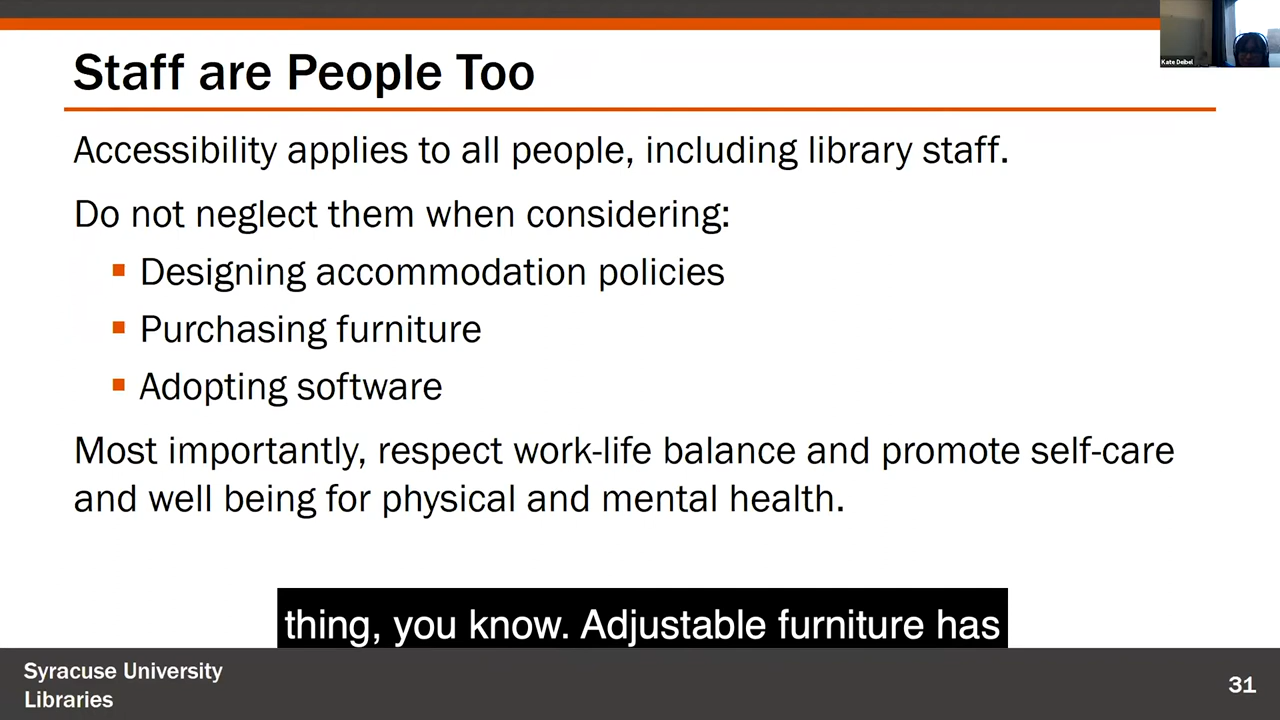 Staff are People Too
Kate Deibel
Accessibility applies to all people, including library staff.
Do not neglect them when considering:
Designing accommodation policies
Purchasing furniture
Adopting software
Most importantly, respect work-life balance and promote self-care
and well being for physical and mental health.
thing, you know. Adjustable furniture has
Syracuse University
Libraries
31